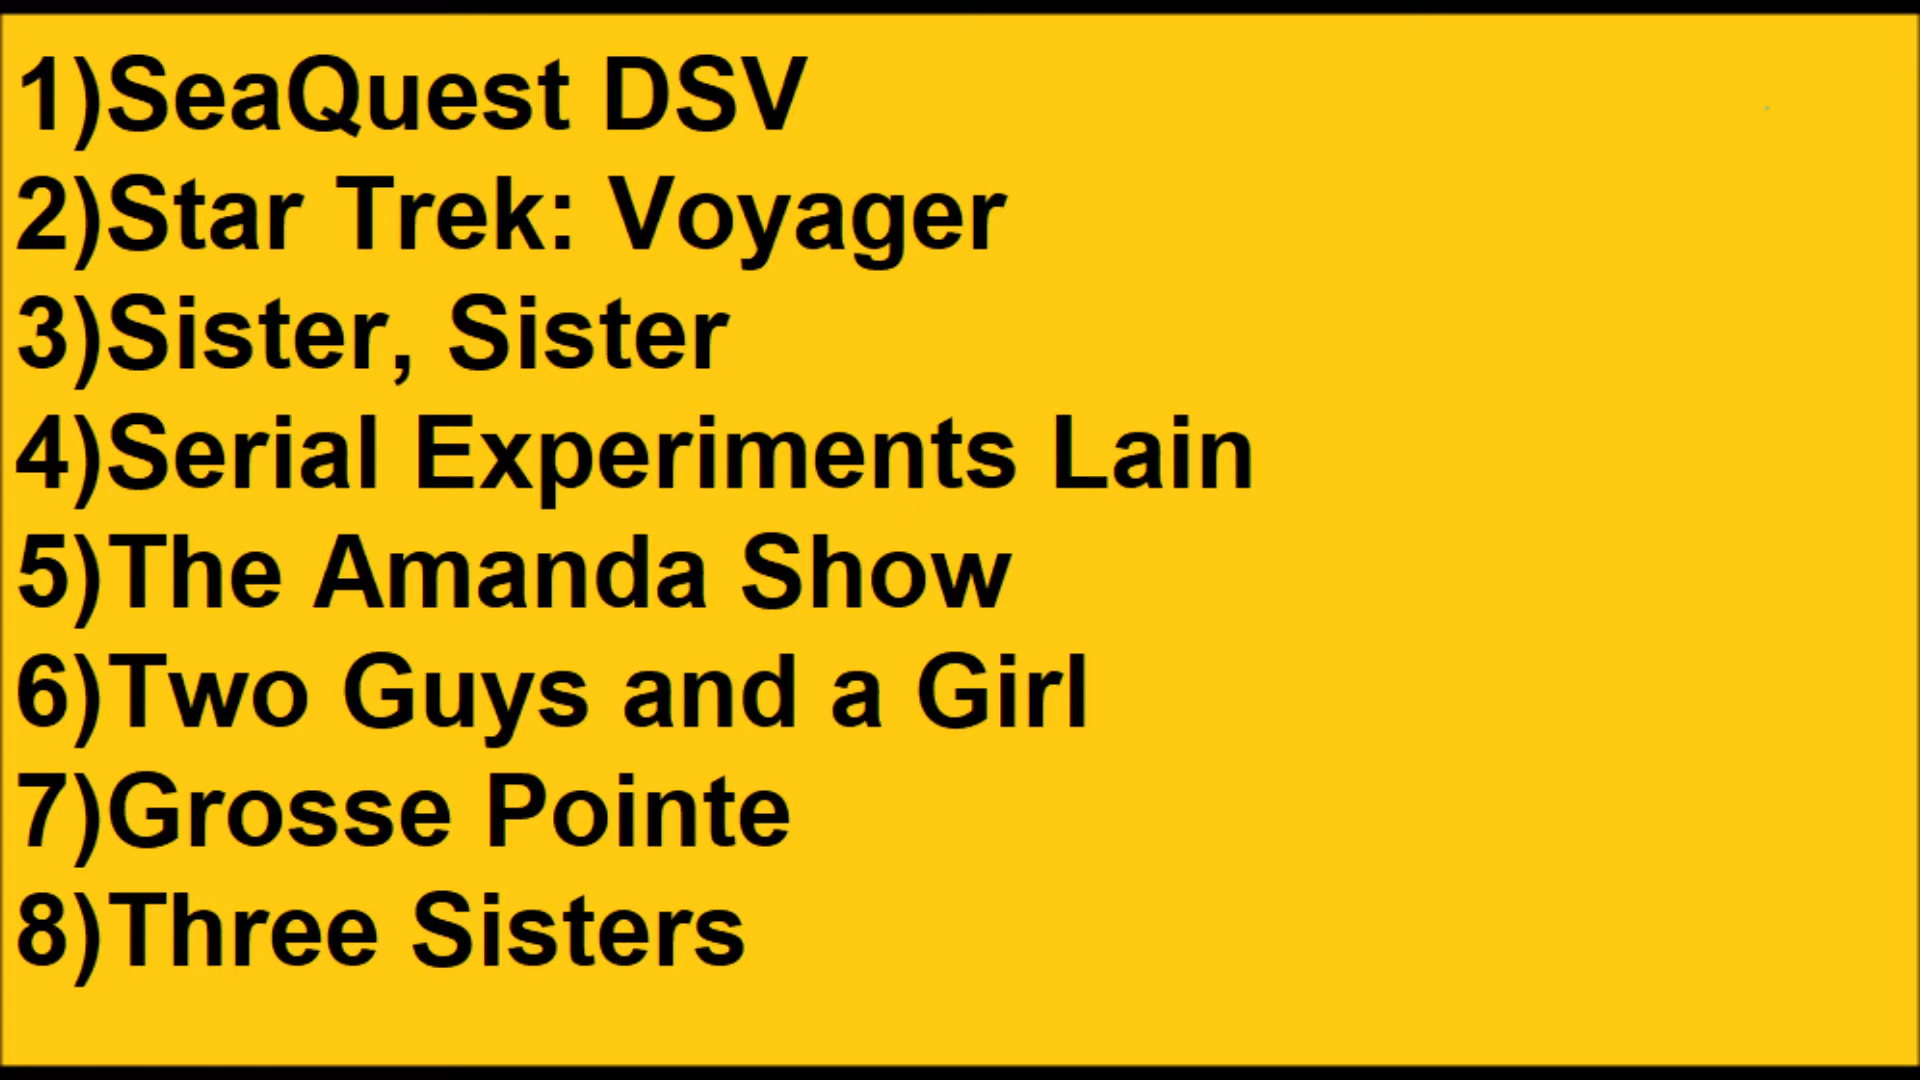 1)SeaQuest DSV
2)Star Trek: Voyager
3)Sister, Sister
4)Serial Experiments Lain
5)The Amanda Show
6)Two Guys and a Girl
7)Grosse Pointe
8)Three Sisters